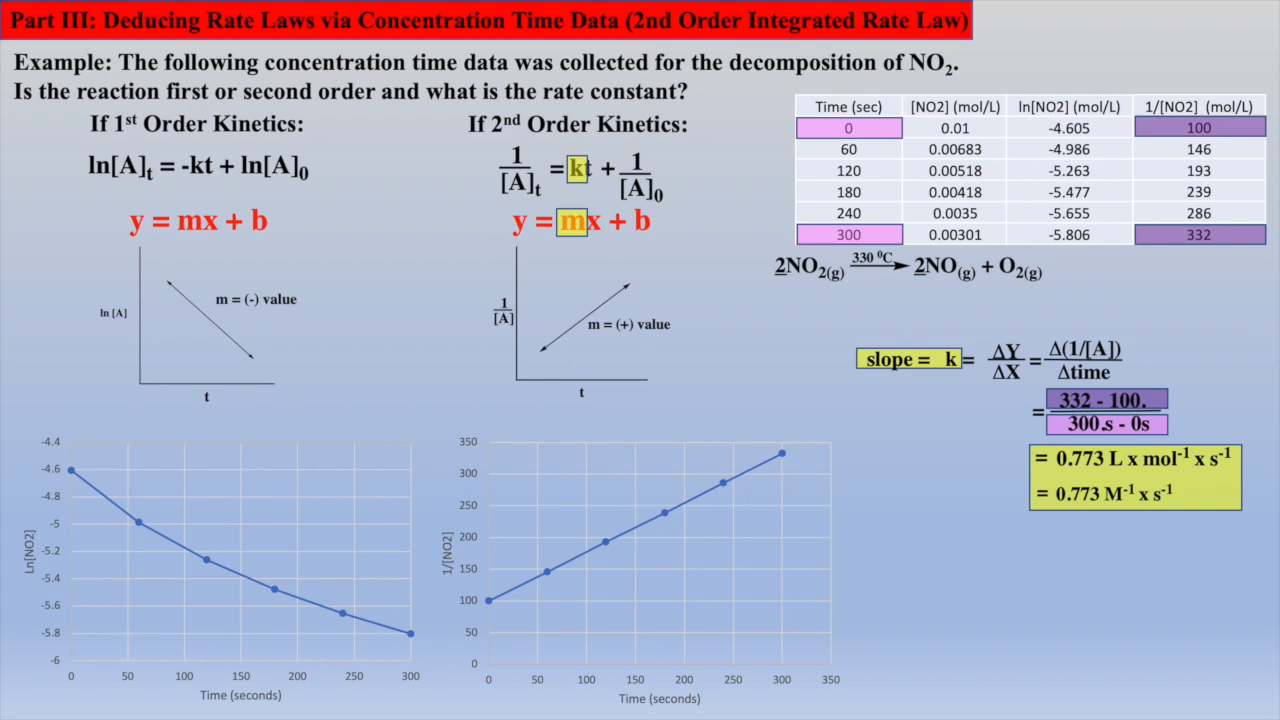 Part III: Deducing Rate Laws via Concentration Time Data (2nd Order Integrated Rate Law)
Example: The following concentration time data was collected for the decomposition of NO₂.
Is the reaction first or second order and what is the rate constant?
If 1ˢᵗ Order Kinetics:
ln[A]ₜ = -kt + ln[A]₀
y = mx + b
ln [A]
m = (-) value
t
If 2ⁿᵈ Order Kinetics:
1/[A]ₜ = kt + 1/[A]₀
y = mx + b
1/[A]
m = (+) value
t
Time (sec) [NO2] (mol/L) ln[NO2] (mol/L) 1/[NO2] (mol/L)
0 0.01 -4.605 100
60 0.00683 -4.986 146
120 0.00518 -5.263 193
180 0.00418 -5.477 239
240 0.0035 -5.655 286
300 0.00301 -5.806 332
2NO₂(g) 330 ⁰C → 2NO(g) + O₂(g)
slope = k = ΔY/ΔX = Δ(1/[A])/Δtime
= 332 - 100. / 300.s - 0s
= 0.773 L x mol⁻¹ x s⁻¹
= 0.773 M⁻¹ x s⁻¹
-4.4
-4.6
-4.8
-5
-5.2
-5.4
-5.6
-5.8
-6
Ln[NO2]
0 50 100 150 200 250 300
Time (seconds)
350
300
250
200
150
100
50
0
1/[NO2]
0 50 100 150 200 250 300 350
Time (seconds)